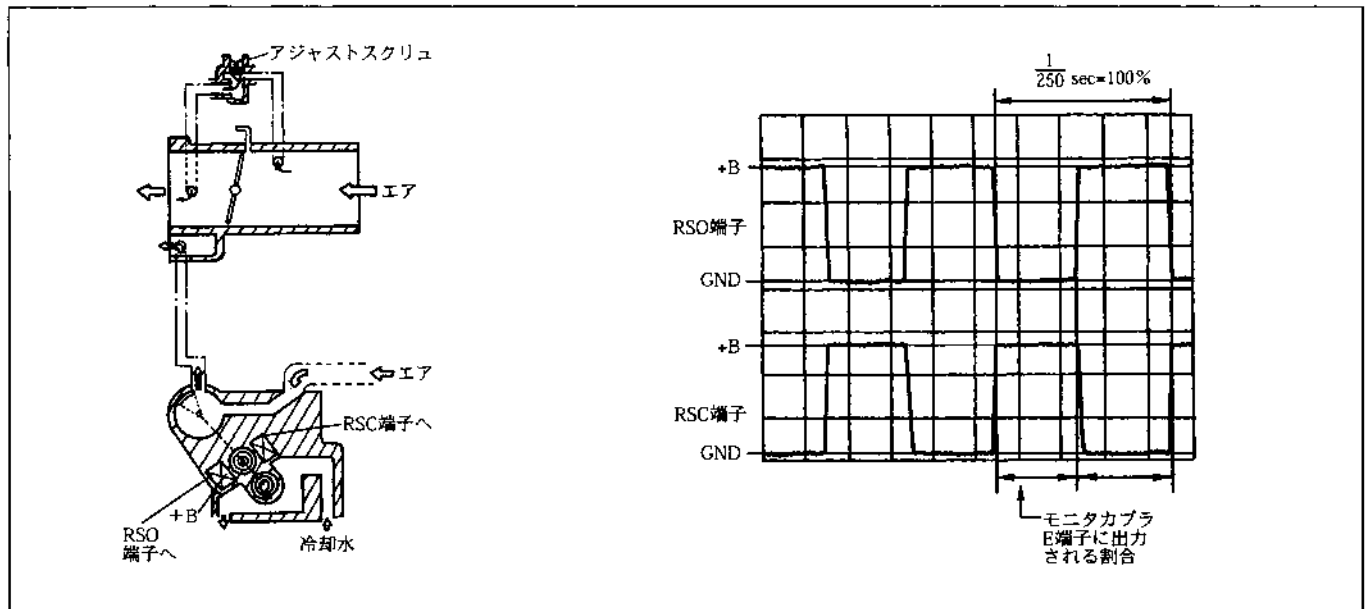 アジャストスクリュ
エア
エア
RSC端子へ
+B
RSO
端子へ
冷却水
1/250 sec=100%
+B
RSO端子
GND
+B
RSC端子
GND
モニタカプラ
E端子に出力
される割合